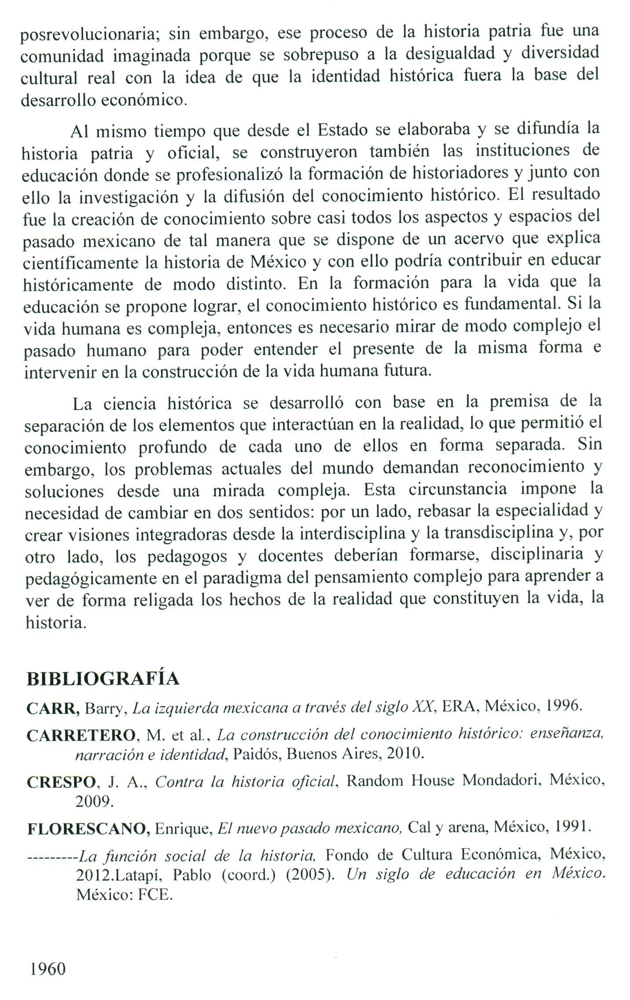 posrevolucionaria; sin embargo, ese proceso de la historia patria fue una
comunidad imaginada porque se sobrepuso a la desigualdad y diversidad
cultural real con la idea de que la identidad histórica fuera la base del
desarrollo económico.
Al mismo tiempo que desde el Estado se elaboraba y se difundía la
historia patria y oficial, se construyeron también las instituciones de
educación donde se profesionalizó la formación de historiadores y junto con
ello la investigación y la difusión del conocimiento histórico. El resultado
fue la creación de conocimiento sobre casi todos los aspectos y espacios del
pasado mexicano de tal manera que se dispone de un acervo que explica
científicamente la historia de México y con ello podría contribuir en educar
históricamente de modo distinto. En la formación para la vida que la
educación se propone lograr, el conocimiento histórico es fundamental. Si la
vida humana es compleja, entonces es necesario mirar de modo complejo el
pasado humano para poder entender el presente de la misma forma e
intervenir en la construcción de la vida humana futura.
La ciencia histórica se desarrolló con base en la premisa de la
separación de los elementos que interactúan en la realidad, lo que permitió el
conocimiento profundo de cada uno de ellos en forma separada. Sin
embargo, los problemas actuales del mundo demandan reconocimiento y
soluciones desde una mirada compleja. Esta circunstancia impone la
necesidad de cambiar en dos sentidos: por un lado, rebasar la especialidad y
crear visiones integradoras desde la interdisciplina y la transdisciplina y, por
otro lado, los pedagogos y docentes deberían formarse, disciplinaria y
pedagógicamente en el paradigma del pensamiento complejo para aprender a
ver de forma religada los hechos de la realidad que constituyen la vida, la
historia.
BIBLIOGRAFÍA
CARR, Barry, La izquierda mexicana a través del siglo XX, ERA, México, 1996.
CARRETERO, M. et al., La construcción del conocimiento histórico: enseñanza,
narración e identidad, Paidós, Buenos Aires, 2010.
CRESPO, J. A., Contra la historia oficial, Random House Mondadori, México,
2009.
FLORESCANO, Enrique, El nuevo pasado mexicano, Cal y arena, México, 1991.
---------La función social de la historia, Fondo de Cultura Económica, México,
2012.Latapí, Pablo (coord.) (2005). Un siglo de educación en México.
México: FCE.
1960